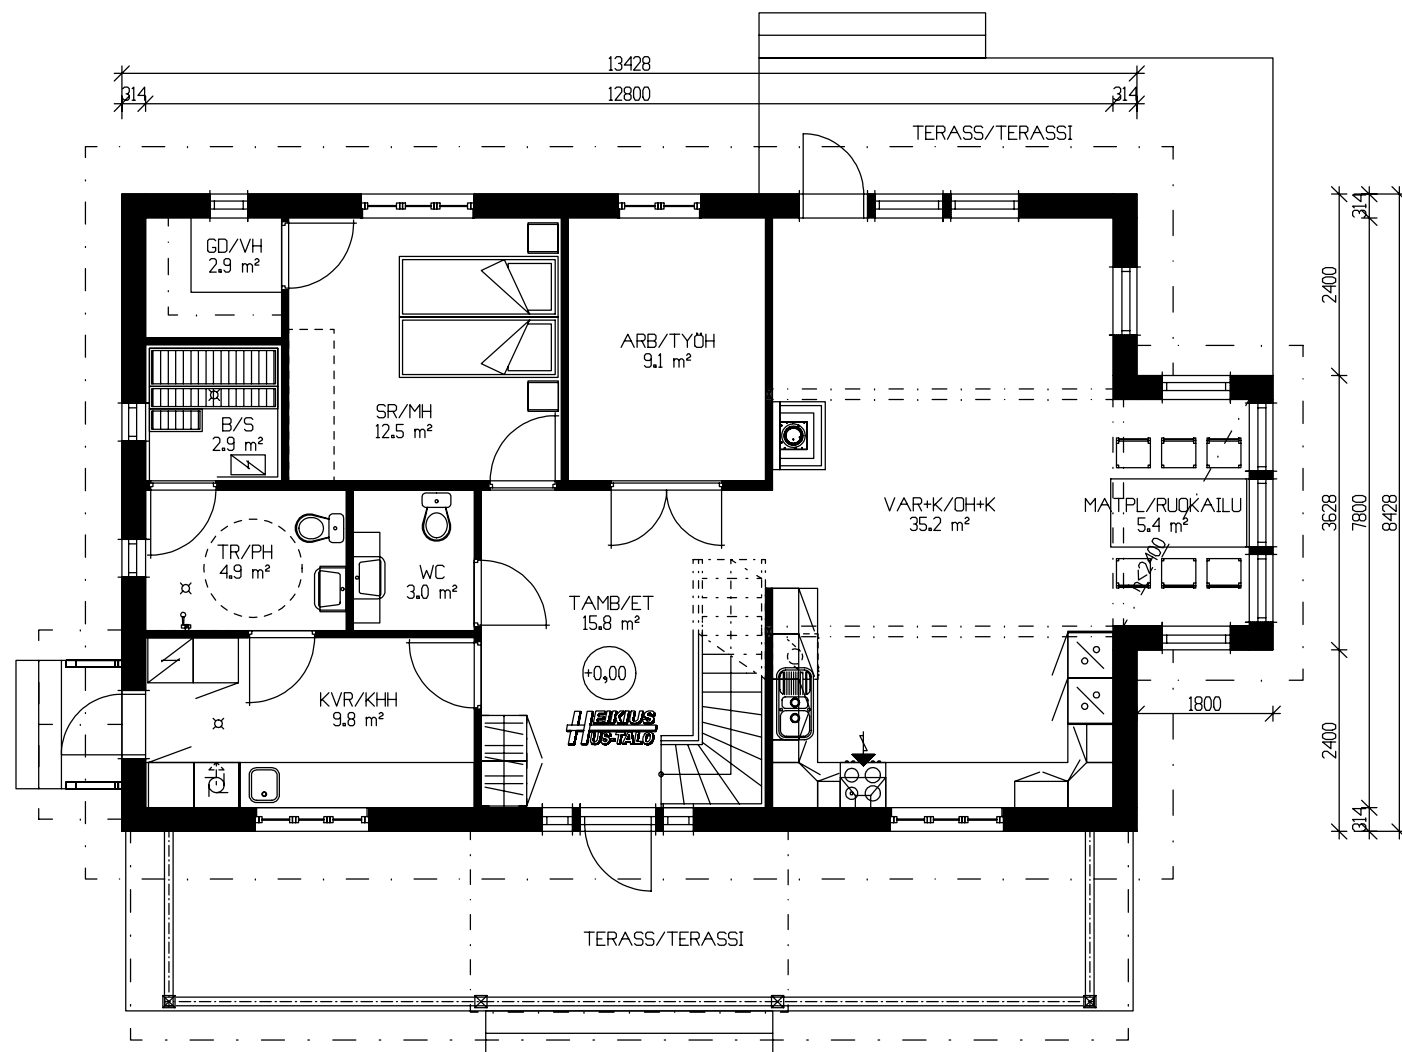 13428
314
12800
314
TERASS/TERASSI
GD/VH
2.9 m²
ARB/TYÖH
9.1 m²
SR/MH
12.5 m²
B/S
2.9 m²
VAR+K/OH+K
35.2 m²
MATPL/RUOKAILU
5.4 m²
h=2400
TR/PH
4.9 m²
WC
3.0 m²
TAMB/ET
15.8 m²
+0,00
HEIKIUS
HUS-TALO
KVR/KHH
9.8 m²
1800
314
2400
3628
7800
8428
2400
314
TERASS/TERASSI